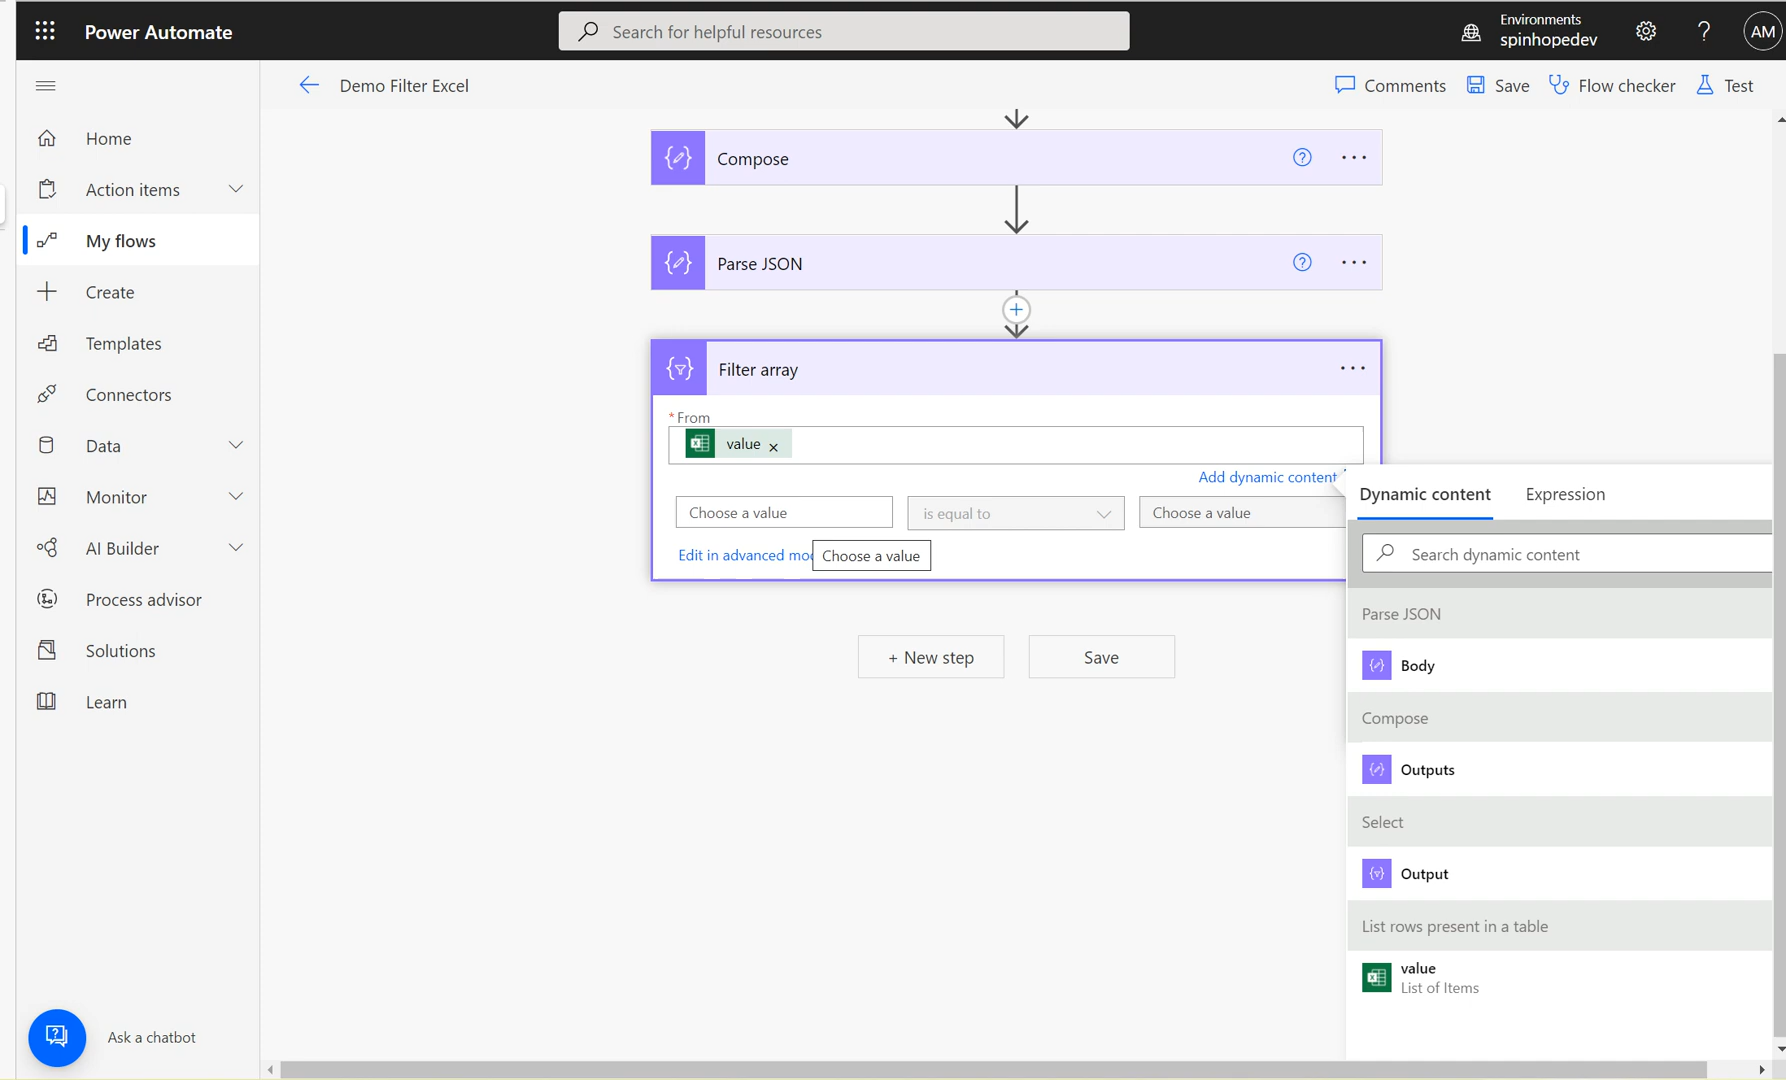 Power Automate
Search for helpful resources
Environments
spinhopedev
?
AM
Demo Filter Excel
Comments
Save
Flow checker
Test
Home
Action items
My flows
Create
Templates
Connectors
Data
Monitor
AI Builder
Process advisor
Solutions
Learn
Ask a chatbot
Compose
?
...
Parse JSON
?
...
Filter array
...
* From
value ×
Add dynamic content
Choose a value
is equal to
Choose a value
Edit in advanced mo
Choose a value
+ New step
Save
Dynamic content
Expression
Search dynamic content
Parse JSON
Body
Compose
Outputs
Select
Output
List rows present in a table
value
List of Items